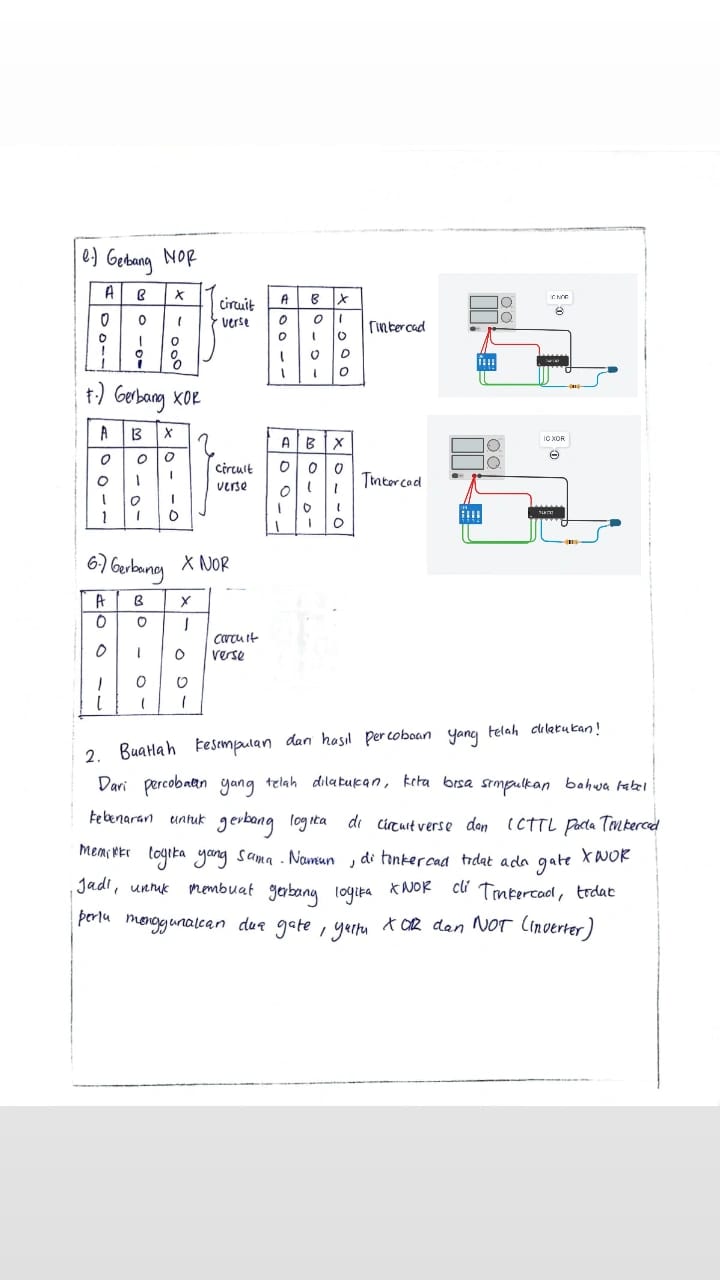 e.) Gerbang NOR
A B X
0 0 1
0 1 0
1 0 0
1 1 0
circuit
verse
A B X
0 0 1
0 1 0
1 0 0
1 1 0
Tinkercad
IC NOR
f.) Gerbang XOR
A B X
0 0 0
0 1 1
1 0 1
1 1 0
circuit
verse
A B X
0 0 0
0 1 1
1 0 1
1 1 0
Tinkercad
IC XOR
G.) Gerbang X NOR
A B X
0 0 1
0 1 0
1 0 0
1 1 1
circuit
verse
2. Buatlah kesimpulan dan hasil percobaan yang telah dilakukan!
Dari percobaan yang telah dilakukan, kita bisa simpulkan bahwa tabel
kebenaran untuk gerbang logika di circuitverse dan ICTTL pada Tinkercad
memiliki logika yang sama. Namun, di tinkercad tidak ada gate XNOR
Jadi, untuk membuat gerbang logika XNOR di Tinkercad, tidak
perlu menggunakan dua gate, yaitu XOR dan NOT (Inverter)